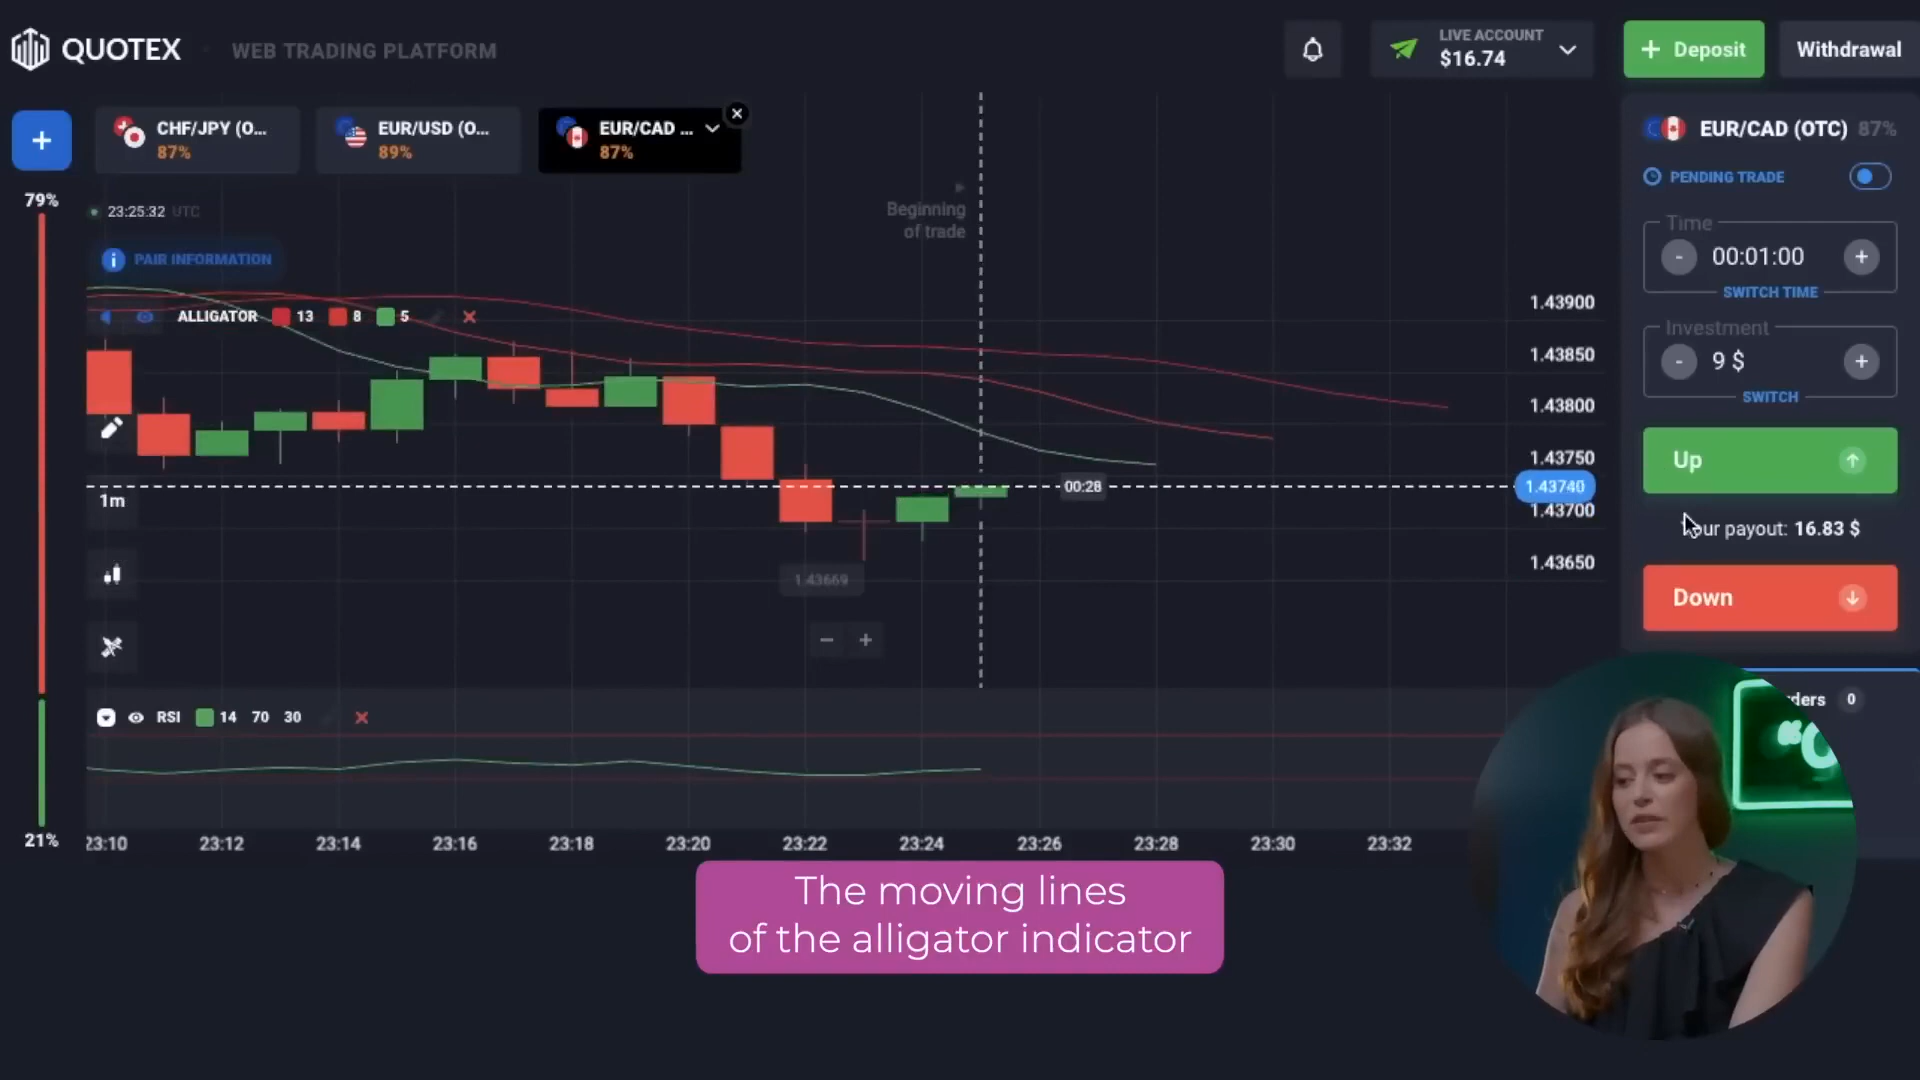 QUOTEX
WEB TRADING PLATFORM
LIVE ACCOUNT
$16.74
+ Deposit
Withdrawal
CHF/JPY (O...
87%
EUR/USD (O...
89%
EUR/CAD ...
87%
EUR/CAD (OTC) 87%
PENDING TRADE
Time
- 00:01:00 +
SWITCH TIME
Investment
- 9 $ +
SWITCH
Up
payout: 16.83 $
Down
0
79%
23:25:32 UTC
Beginning
of trade
PAIR INFORMATION
ALLIGATOR 13 8 5
1.43900
1.43850
1.43800
1.43750
1.43740
1.43700
1.43650
00:28
1m
1.43669
RSI 14 70 30
21%
23:10 23:12 23:14 23:16 23:18 23:20 23:22 23:24 23:26 23:28 23:30 23:32
The moving lines
of the alligator indicator